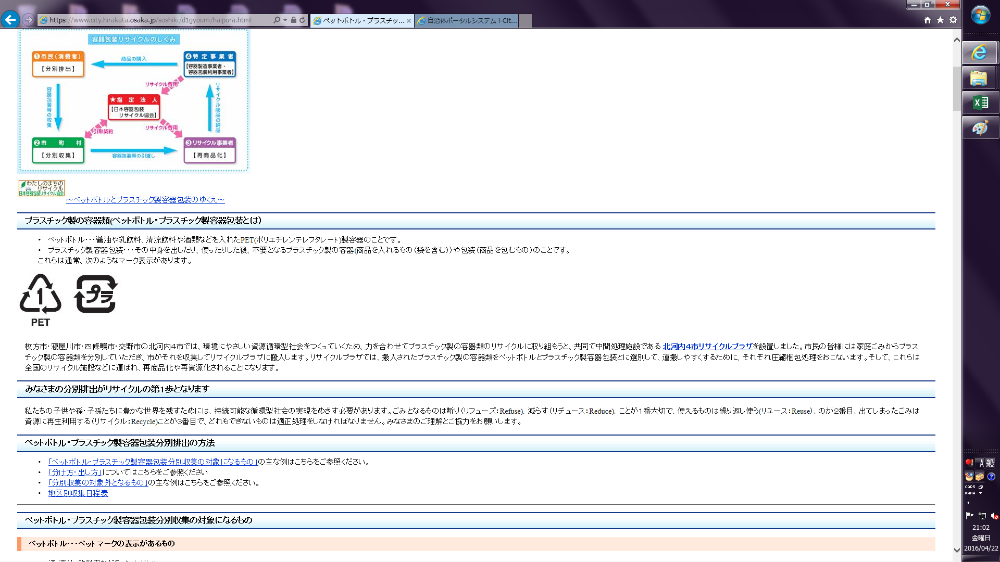 https://www.city.hirakata.osaka.jp/soshiki/d1gyoum/haipura.html
ペットボトル・プラスチッ...
自治体ポータルシステム i-Cit...
容器包装リサイクルのしくみ
❶市民(消費者)
【分別排出】
商品の購入
❹特定事業者
【容器製造事業者・
容器包装利用事業者】
リサイクル費用
容器包装等の収集
リサイクル商品の納品
★指定法人
【日本容器包装
リサイクル協会】
引取契約
リサイクル費用
❷市町村
【分別収集】
容器包装等の引渡し
❸リサイクル事業者
【再商品化】
わたしのまちの
リサイクル
日本容器包装リサイクル協会
～ペットボトルとプラスチック製容器包装のゆくえ～
プラスチック製の容器類(ペットボトル・プラスチック製容器包装とは)
・ ペットボトル・・・醤油や乳飲料、清涼飲料や酒類などを入れたPET(ポリエチレンテレフタレート)製容器のことです。
・ プラスチック製容器包装・・・その中身を出したり、使ったりした後、不要となるプラスチック製の容器(商品を入れるもの（袋を含む））や包装（商品を包むもの）のことです。
これらは通常、次のようなマーク表示があります。
1
PET
プラ
枚方市・寝屋川市・四條畷市・交野市の北河内４市では、環境にやさしい資源循環型社会をつくっていくため、力を合わせてプラスチック製の容器類のリサイクルに取り組もうと、共同で中間処理施設である 北河内４市リサイクルプラザを設置しました。市民の皆様には家庭ごみからプラス
チック製の容器類を分別していただき、市がそれを収集してリサイクルプラザに搬入します。リサイクルプラザでは、搬入されたプラスチック製の容器類をペットボトルとプラスチック製容器包装とに選別して、運搬しやすくするために、それぞれ圧縮梱包処理をおこないます。そして、これらは
全国のリサイクル施設などに運ばれ、再商品化や再資源化されることになります。
みなさまの分別排出がリサイクルの第１歩となります
私たちの子供や孫・子孫たちに豊かな世界を残すためには、持続可能な循環型社会の実現をめざす必要があります。ごみとなるものは断り（リフューズ：Refuse)、減らす（リデュース：Reduce)、ことが１番大切で、使えるものは繰り返し使う(リユース：Reuse）、のが２番目、出てしまったごみは
資源に再生利用する（リサイクル：Recycle)ことが３番目で、どれもできないものは適正処理をしなければなりません。みなさまのご理解とご協力をお願いします。
ペットボトル・プラスチック製容器包装分別排出の方法
・ 「ペットボトル・プラスチック製容器包装分別収集の対象になるもの」の主な例はこちらをご参照ください。
・ 「分け方・出し方」についてはこちらをご参照ください
・ 「分別収集の対象外となるもの」の主な例はこちらをご参照ください。
・ 地区別収集日程表
ペットボトル・プラスチック製容器包装分別収集の対象になるもの
ペットボトル・・・ペットマークの表示があるもの
A 般
CAPS
KANA
21:02
金曜日
2016/04/22